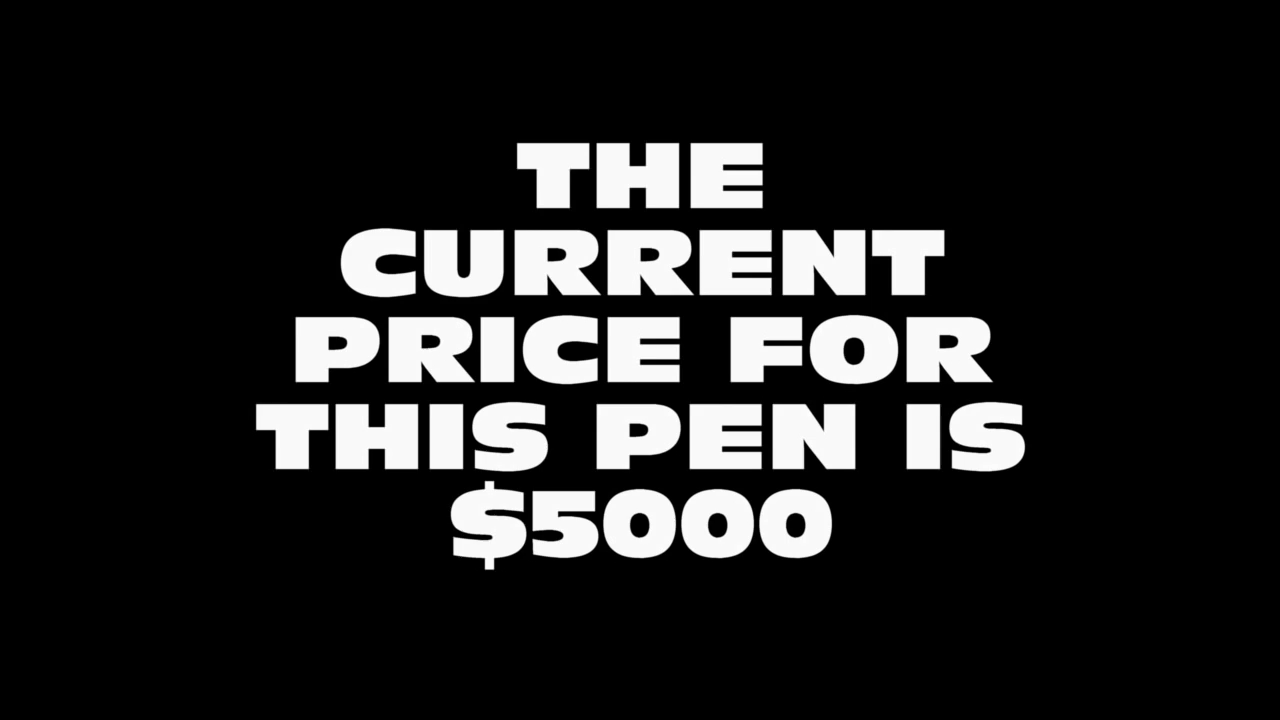 THE
CURRENT
PRICE FOR
THIS PEN IS
$5000